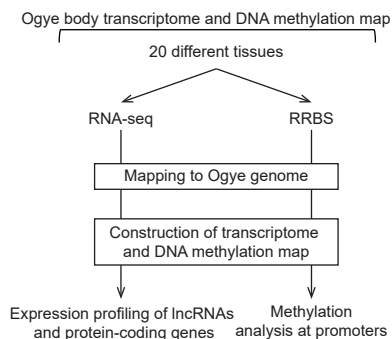 Ogye body transcriptome and DNA methylation map
20 different tissues
RNA-seq
RRBS
Mapping to Ogye genome
Construction of transcriptome
and DNA methylation map
Expression profiling of lncRNAs
and protein-coding genes
Methylation
analysis at promoters